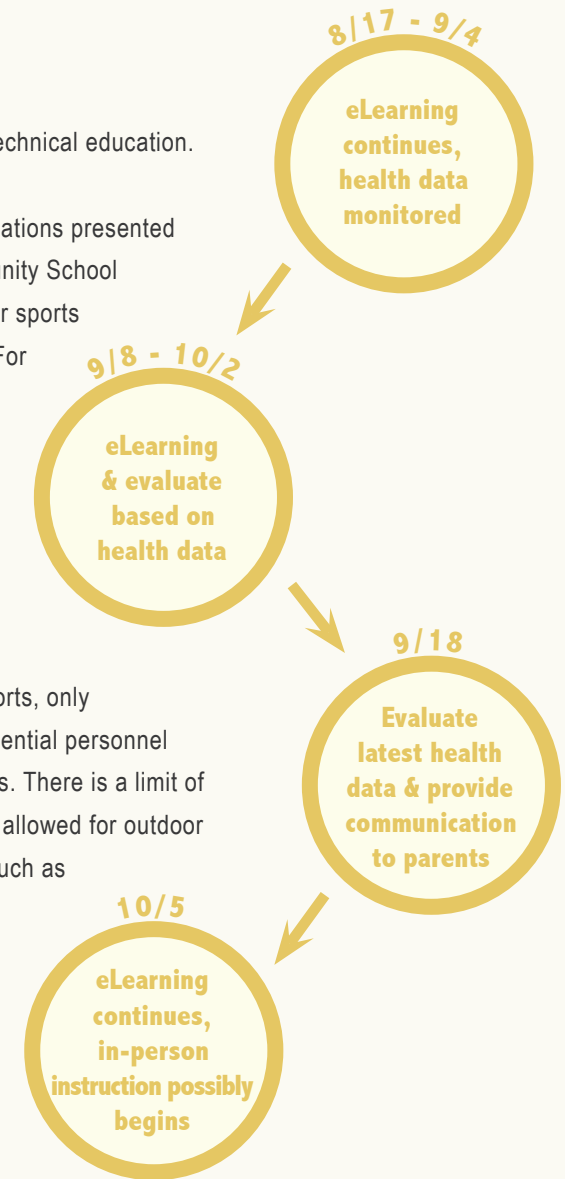 echnical education.
ations presented
unity School
r sports
For
orts, only
ential personnel
s. There is a limit of
allowed for outdoor
uch as
8/17 - 9/4
eLearning
continues,
health data
monitored
9/8 - 10/2
eLearning
& evaluate
based on
health data
9/18
Evaluate
latest health
data & provide
communication
to parents
10/5
eLearning
continues,
in-person
instruction possibly
begins